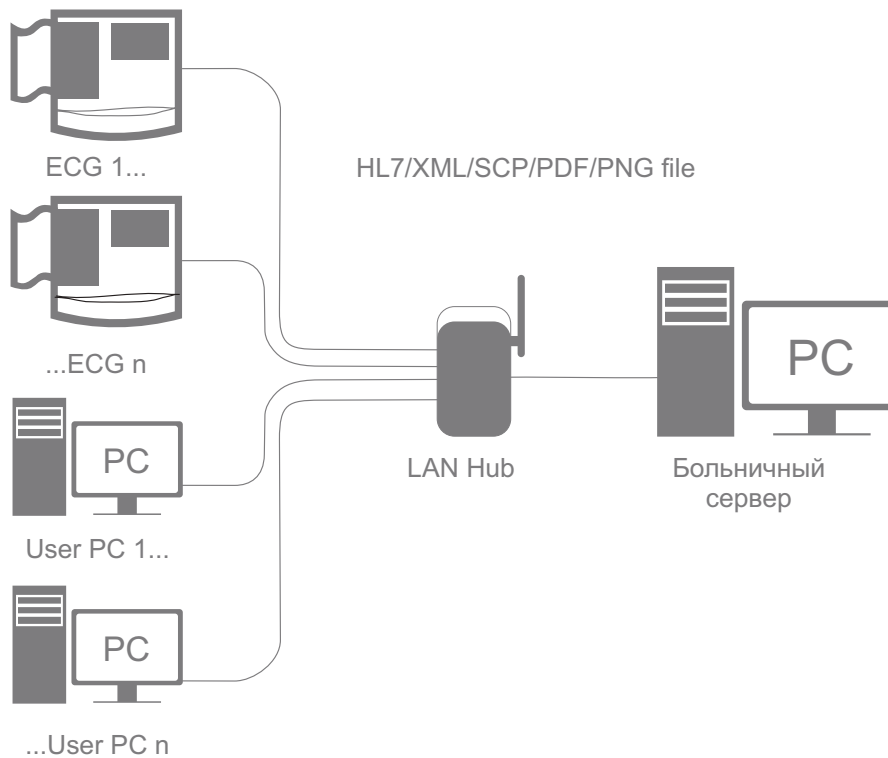 ECG 1...
HL7/XML/SCP/PDF/PNG file
...ECG n
PC
PC
User PC 1...
LAN Hub
Больничный
сервер
PC
...User PC n